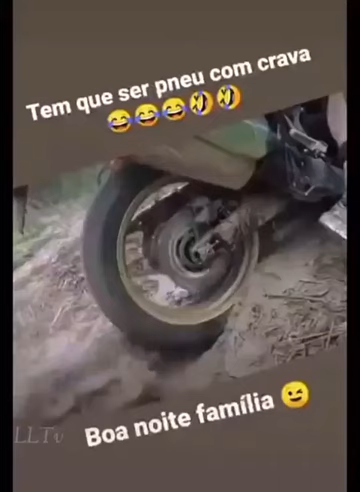 Tem que ser pneu com crava
😂😂😂🤣🤣
Boa noite família 😉
LLTv